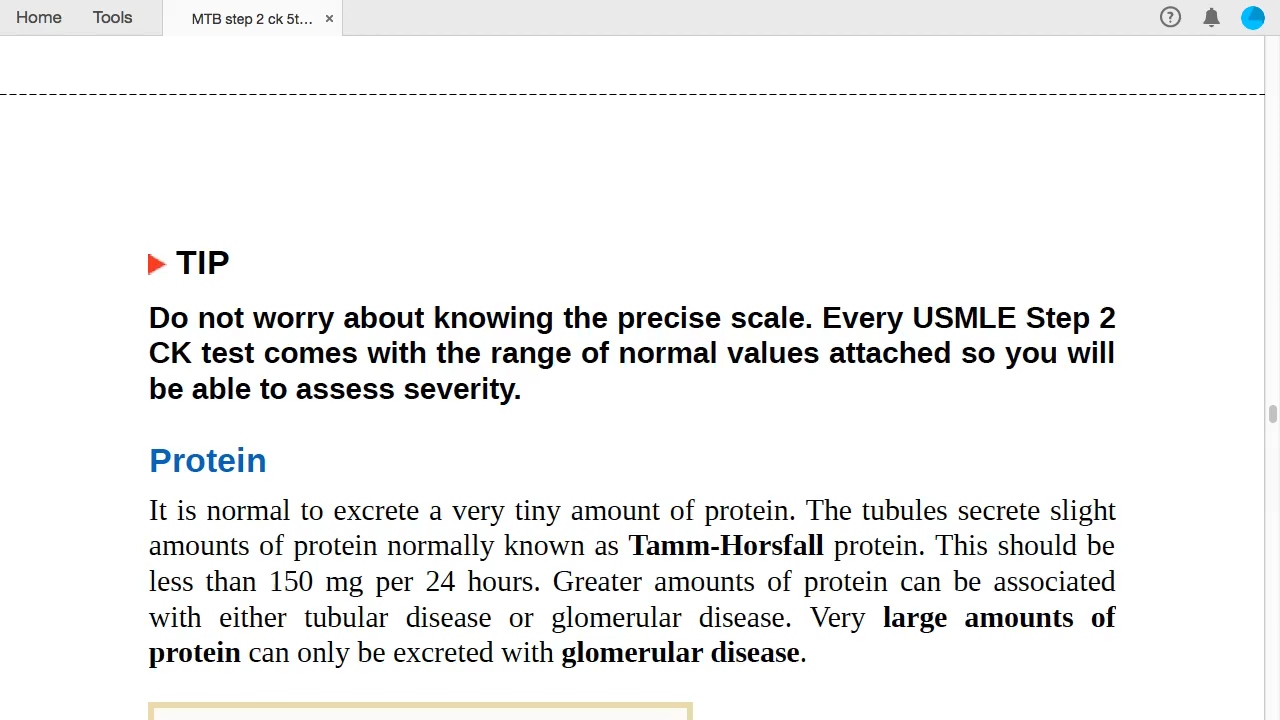 Home Tools MTB step 2 ck 5t... ×
TIP
Do not worry about knowing the precise scale. Every USMLE Step 2
CK test comes with the range of normal values attached so you will
be able to assess severity.
Protein
It is normal to excrete a very tiny amount of protein. The tubules secrete slight
amounts of protein normally known as Tamm-Horsfall protein. This should be
less than 150 mg per 24 hours. Greater amounts of protein can be associated
with either tubular disease or glomerular disease. Very large amounts of
protein can only be excreted with glomerular disease.